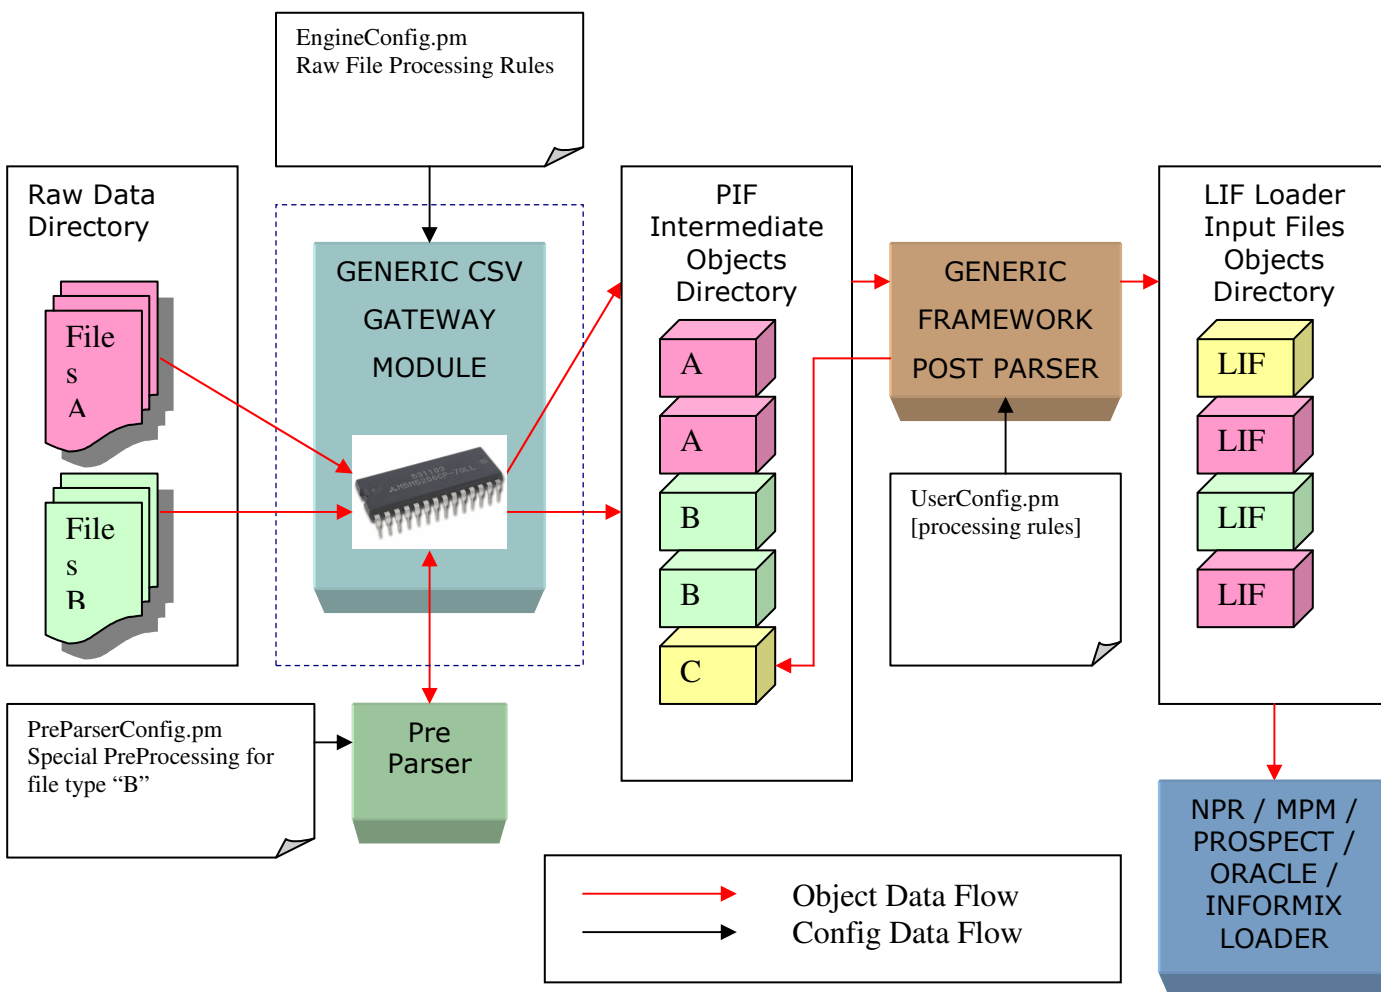 EngineConfig.pm
Raw File Processing Rules
Raw Data
Directory
File
s
A
File
s
B
GENERIC CSV
GATEWAY
MODULE
PIF
Intermediate
Objects
Directory
A
A
B
B
C
GENERIC
FRAMEWORK
POST PARSER
UserConfig.pm
[processing rules]
LIF Loader
Input Files
Objects
Directory
LIF
LIF
LIF
LIF
PreParserConfig.pm
Special PreProcessing for
file type “B”
Pre
Parser
NPR / MPM /
PROSPECT /
ORACLE /
INFORMIX
LOADER
Object Data Flow
Config Data Flow